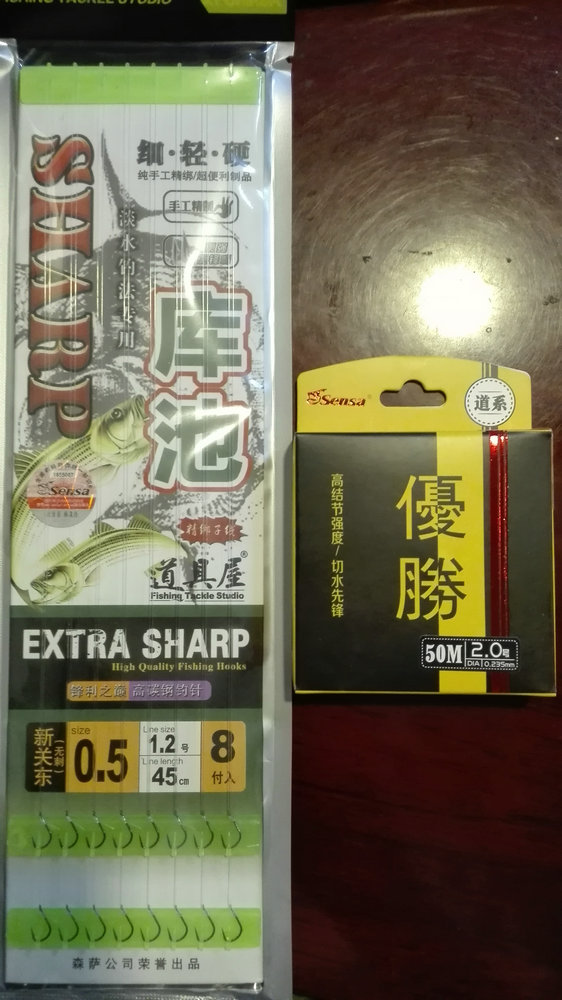 FISHING TACKLE STUDIO
SHARP
细·轻·硬
纯手工精绑/超便利制品
手工精制
淡水钓法专用
库池
Sensa
精绑子线
道具屋®
Fishing Tackle Studio
EXTRA SHARP
High Quality Fishing Hooks
锋利之巅 高碳钢钓针
新关东
(无刺)
size
0.5
Line size
1.2号
Line length
45cm
8
付入
森萨公司荣誉出品
Sensa®
道系
高结节强度/切水先锋
優勝
50M
2.0号
DIA 0.235mm